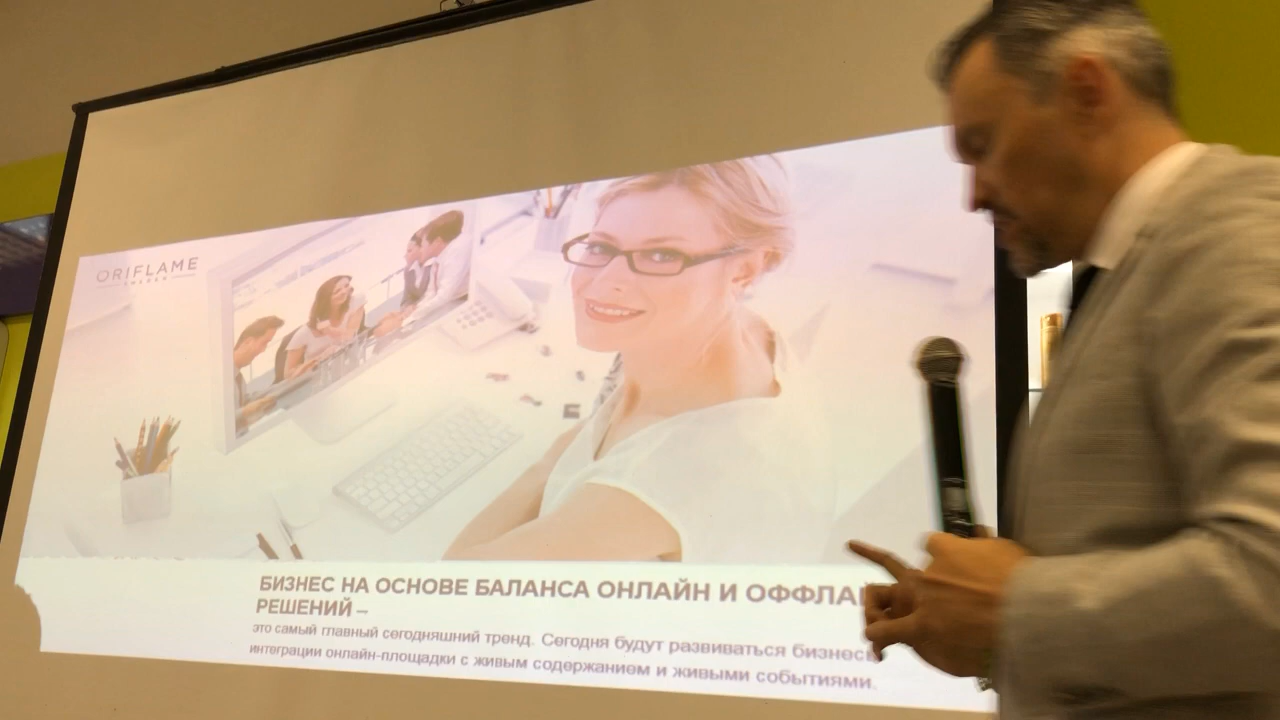 ORIFLAME
SWEDEN
БИЗНЕС НА ОСНОВЕ БАЛАНСА ОНЛАЙН И
РЕШЕНИЙ –
это самый главный сегодняшний тренд. Сегодня будут развиваться
интеграции онлайн-площадки с живым содержанием и живыми событиями.